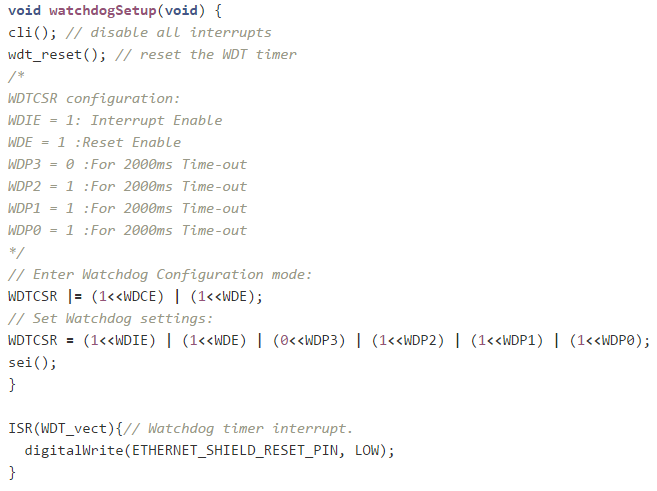 void watchdogSetup(void) {
cli(); // disable all interrupts
wdt_reset(); // reset the WDT timer
/*
WDTCSR configuration:
WDIE = 1: Interrupt Enable
WDE = 1 :Reset Enable
WDP3 = 0 :For 2000ms Time-out
WDP2 = 1 :For 2000ms Time-out
WDP1 = 1 :For 2000ms Time-out
WDP0 = 1 :For 2000ms Time-out
*/
// Enter Watchdog Configuration mode:
WDTCSR |= (1<<WDCE) | (1<<WDE);
// Set Watchdog settings:
WDTCSR = (1<<WDIE) | (1<<WDE) | (0<<WDP3) | (1<<WDP2) | (1<<WDP1) | (1<<WDP0);
sei();
}

ISR(WDT_vect){// Watchdog timer interrupt.
  digitalWrite(ETHERNET_SHIELD_RESET_PIN, LOW);
}